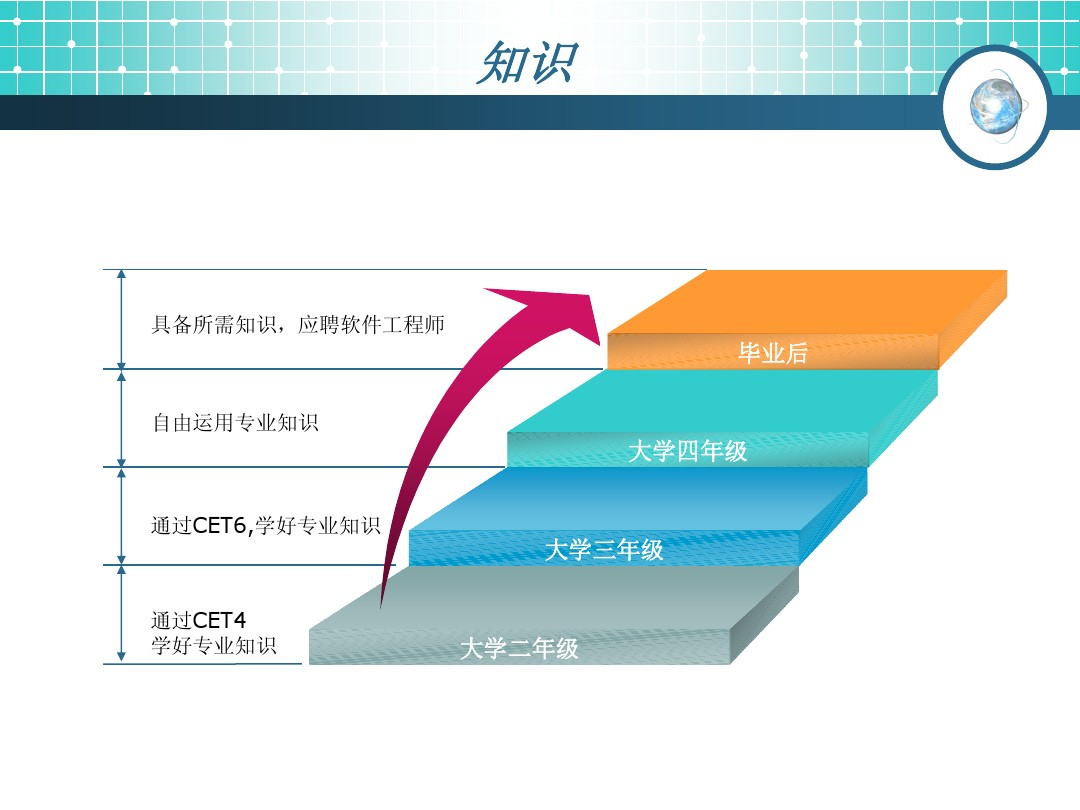 知识
具备所需知识，应聘软件工程师
毕业后
自由运用专业知识
大学四年级
通过CET6,学好专业知识
大学三年级
通过CET4
学好专业知识
大学二年级